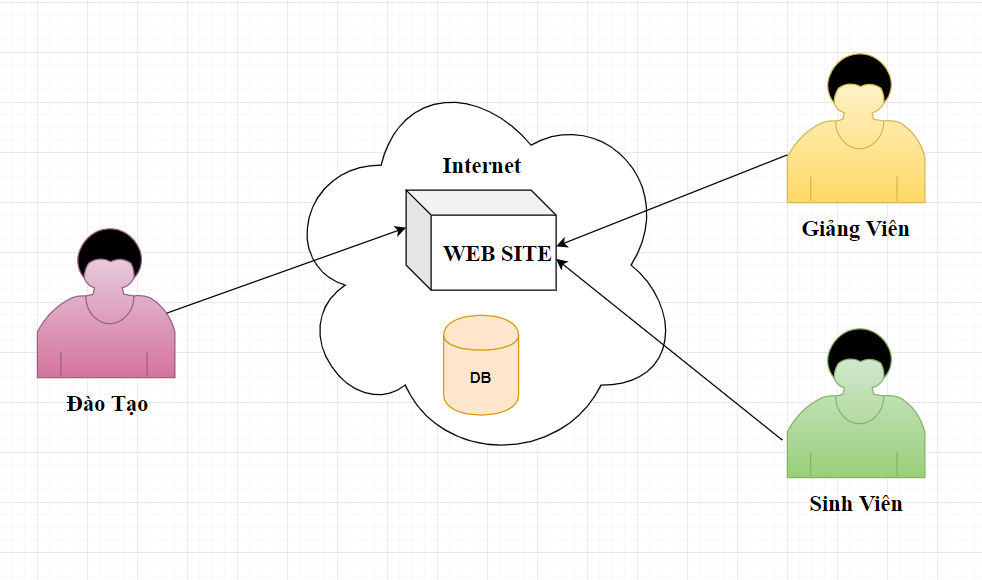 Internet
WEB SITE
DB
Đào Tạo
Giảng Viên
Sinh Viên